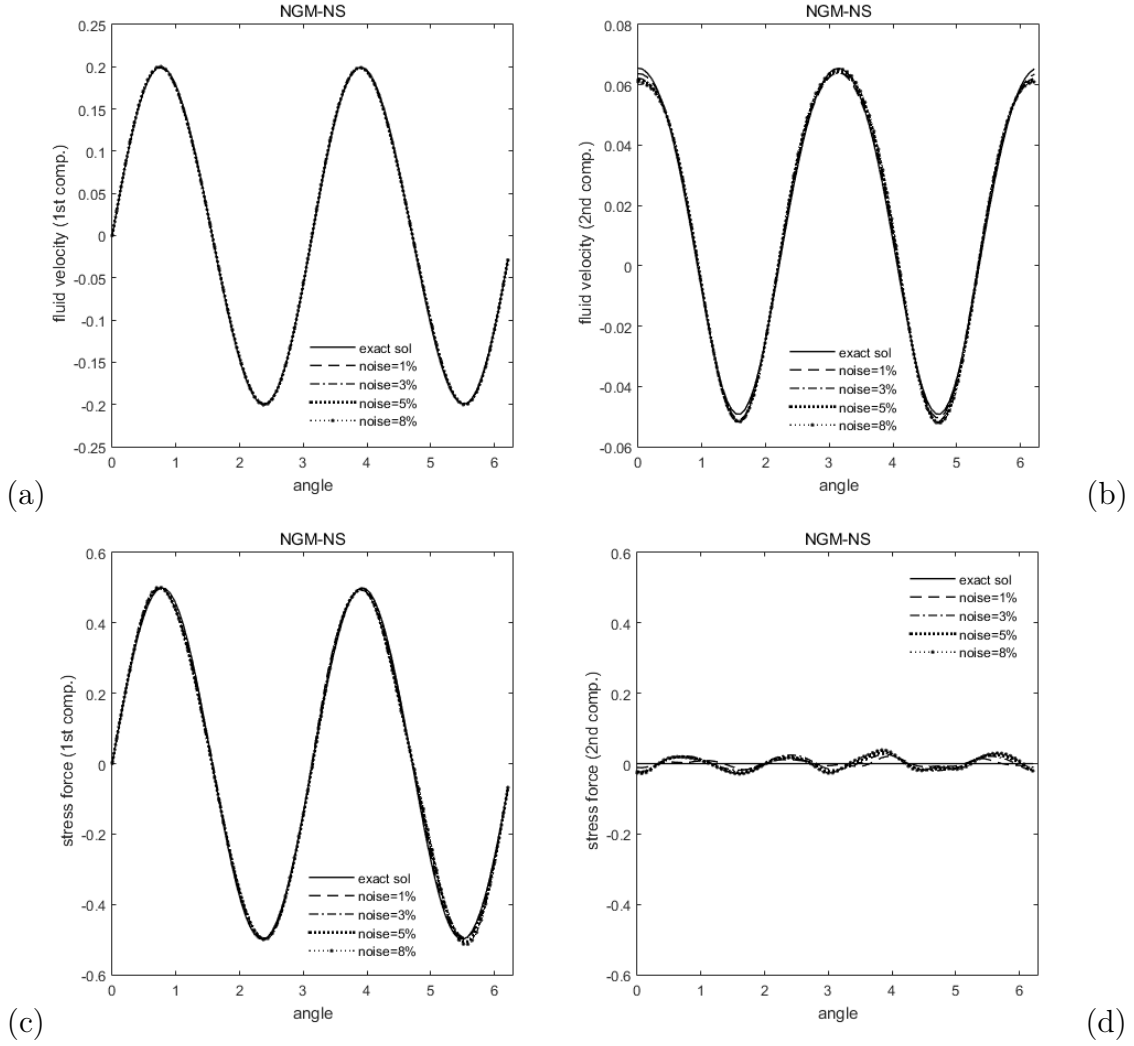 NGM-NS
0.25
0.2
0.15
0.1
0.05
0
-0.05
-0.1
-0.15
-0.2
-0.25
fluid velocity (1st comp.)
exact sol
noise=1%
noise=3%
noise=5%
noise=8%
0 1 2 3 4 5 6
angle
(a)
NGM-NS
0.08
0.06
0.04
0.02
0
-0.02
-0.04
-0.06
fluid velocity (2nd comp.)
exact sol
noise=1%
noise=3%
noise=5%
noise=8%
0 1 2 3 4 5 6
angle
(b)
NGM-NS
0.6
0.4
0.2
0
-0.2
-0.4
-0.6
stress force (1st comp.)
exact sol
noise=1%
noise=3%
noise=5%
noise=8%
0 1 2 3 4 5 6
angle
(c)
NGM-NS
0.6
0.4
0.2
0
-0.2
-0.4
-0.6
stress force (2nd comp.)
exact sol
noise=1%
noise=3%
noise=5%
noise=8%
0 1 2 3 4 5 6
angle
(d)